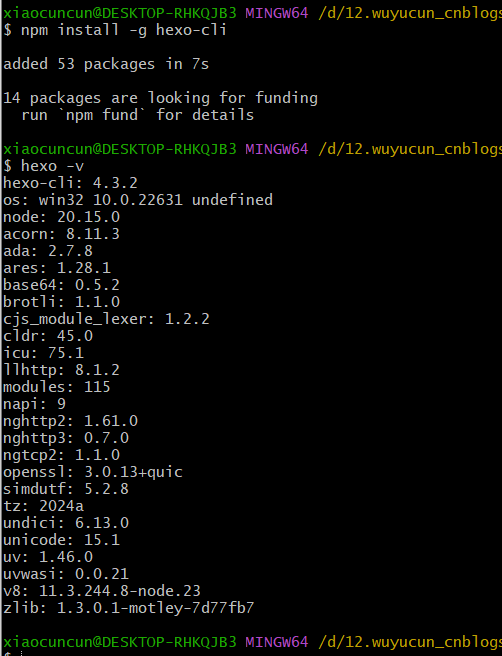 xiaocuncun@DESKTOP-RHKQJB3 MINGW64 /d/12.wuyucun_cnblogs
$ npm install -g hexo-cli
added 53 packages in 7s
14 packages are looking for funding
run `npm fund` for details
xiaocuncun@DESKTOP-RHKQJB3 MINGW64 /d/12.wuyucun_cnblogs
$ hexo -v
hexo-cli: 4.3.2
os: win32 10.0.22631 undefined
node: 20.15.0
acorn: 8.11.3
ada: 2.7.8
ares: 1.28.1
base64: 0.5.2
brotli: 1.1.0
cjs_module_lexer: 1.2.2
cldr: 45.0
icu: 75.1
llhttp: 8.1.2
modules: 115
napi: 9
nghttp2: 1.61.0
nghttp3: 0.7.0
ngtcp2: 1.1.0
openssl: 3.0.13+quic
simdutf: 5.2.8
tz: 2024a
undici: 6.13.0
unicode: 15.1
uv: 1.46.0
uvwasi: 0.0.21
v8: 11.3.244.8-node.23
zlib: 1.3.0.1-motley-7d77fb7
xiaocuncun@DESKTOP-RHKQJB3 MINGW64 /d/12.wuyucun_cnblogs
$